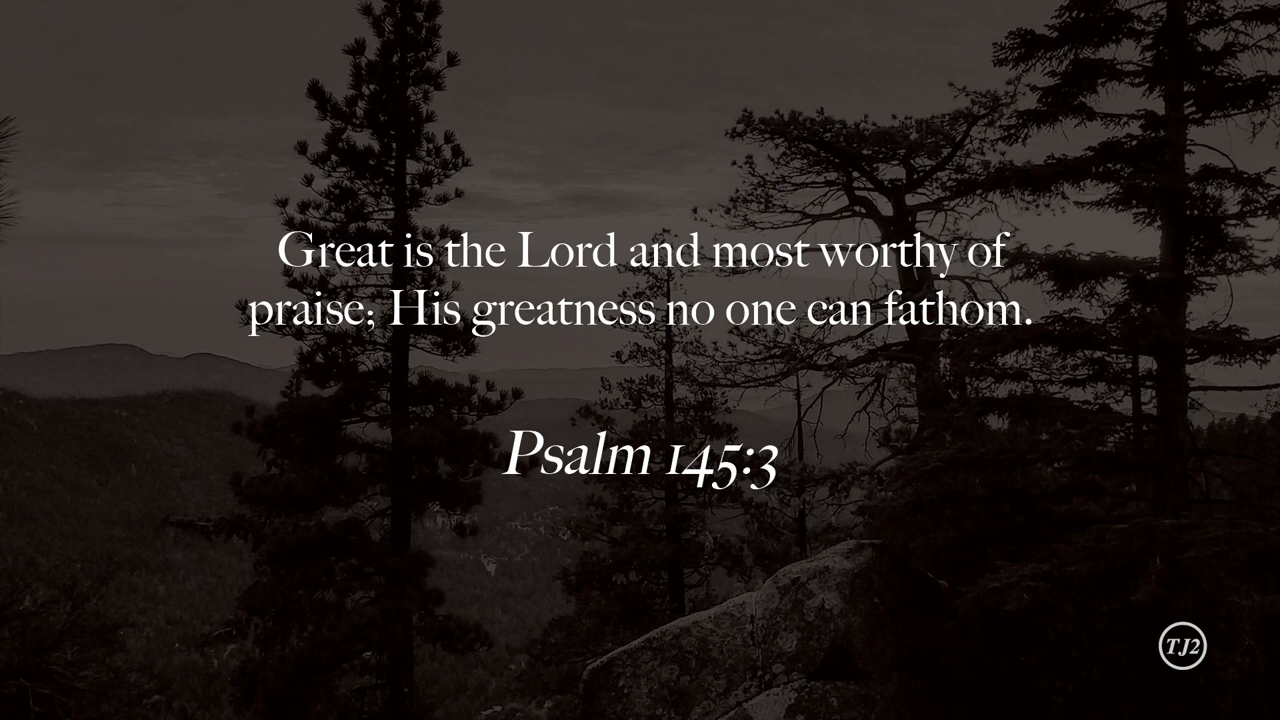 Great is the Lord and most worthy of
praise; His greatness no one can fathom.
Psalm 145:3
TJ2